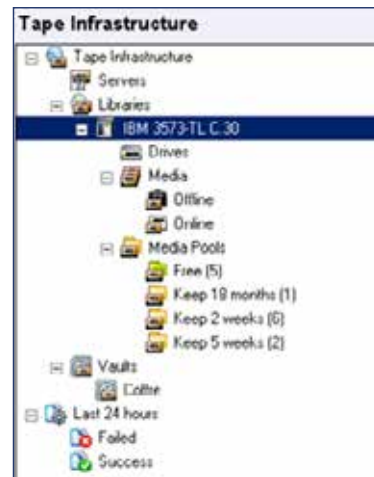 Tape Infrastructure
Tape Infrastructure
Servers
Libraries
IBM 3573-TL C.30
Drives
Media
Offline
Online
Media Pools
Free (5)
Keep 18 months (1)
Keep 2 weeks (6)
Keep 5 weeks (2)
Vaults
Coffre
Last 24 hours
Failed
Success